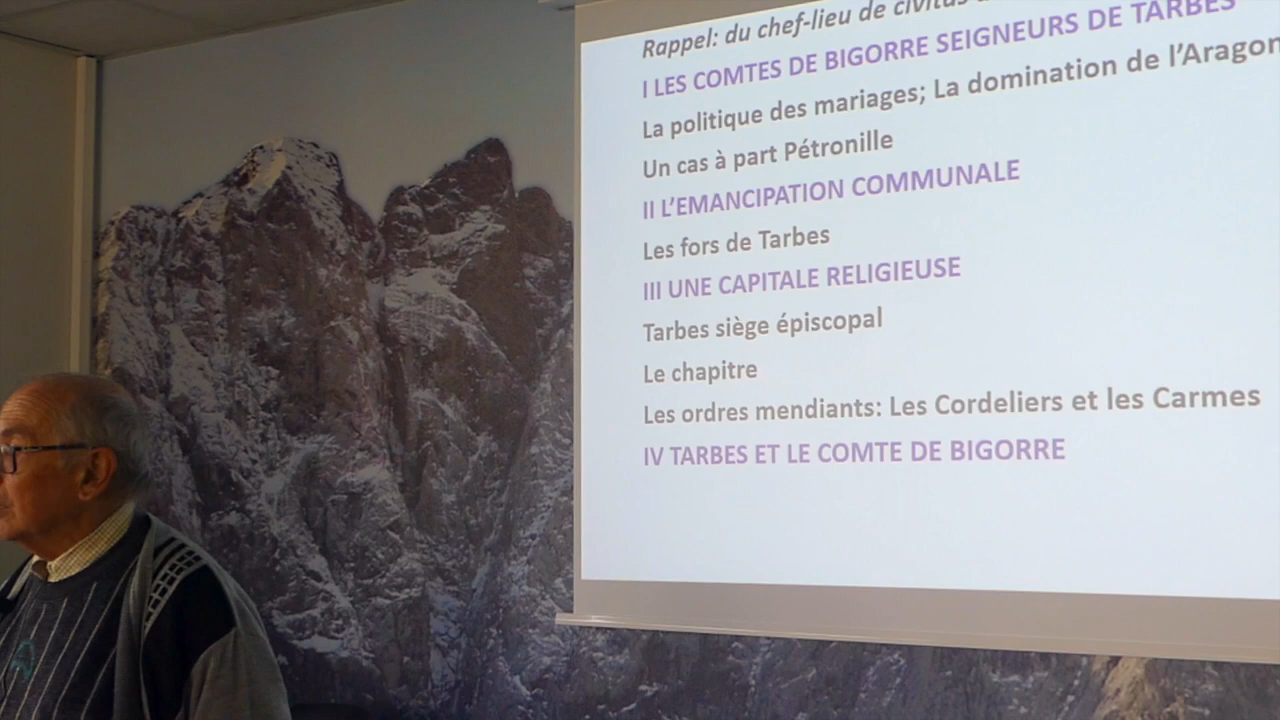 Rappel: du chef-lieu de civitas
I LES COMTES DE BIGORRE SEIGNEURS DE TARBES
La politique des mariages; La domination de l’Aragon
Un cas à part Pétronille
II L’EMANCIPATION COMMUNALE
Les fors de Tarbes
III UNE CAPITALE RELIGIEUSE
Tarbes siège épiscopal
Le chapitre
Les ordres mendiants: Les Cordeliers et les Carmes
IV TARBES ET LE COMTE DE BIGORRE